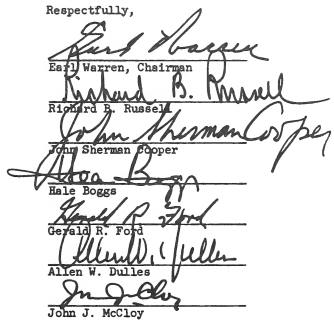 Respectfully,
Earl Warren
Earl Warren, Chairman
Richard B. Russell
Richard B. Russell
John Sherman Cooper
John Sherman Cooper
Hale Boggs
Hale Boggs
Gerald R. Ford
Gerald R. Ford
Allen W. Dulles
Allen W. Dulles
John J. McCloy
John J. McCloy